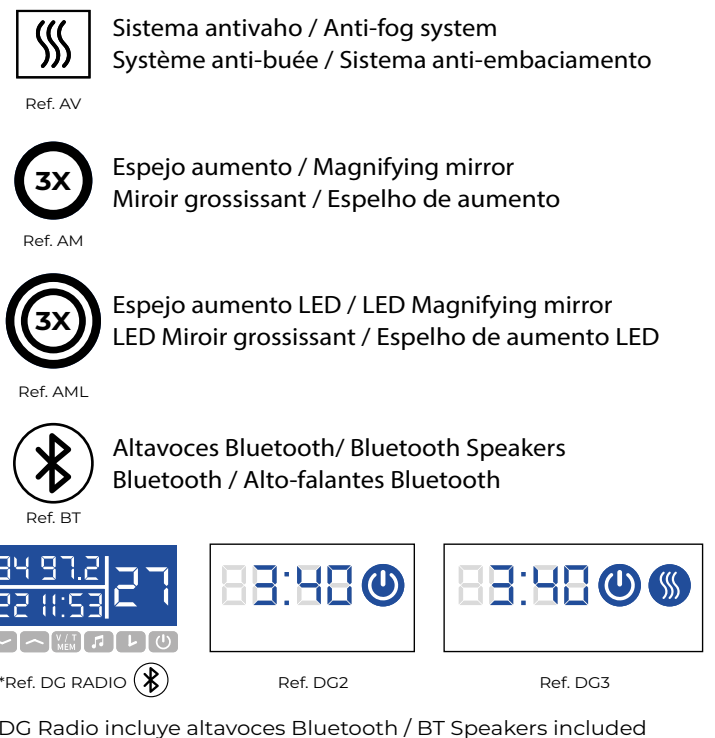 Sistema antivaho / Anti-fog system
Système anti-buée / Sistema anti-embaciamento
Ref. AV
3X
Espejo aumento / Magnifying mirror
Miroir grossissant / Espelho de aumento
Ref. AM
3X
Espejo aumento LED / LED Magnifying mirror
LED Miroir grossissant / Espelho de aumento LED
Ref. AML
Altavoces Bluetooth/ Bluetooth Speakers
Bluetooth / Alto-falantes Bluetooth
Ref. BT
84 97.2
22 11:53
27
V / T
MEM
*Ref. DG RADIO
3:40
Ref. DG2
3:40
Ref. DG3
DG Radio incluye altavoces Bluetooth / BT Speakers included